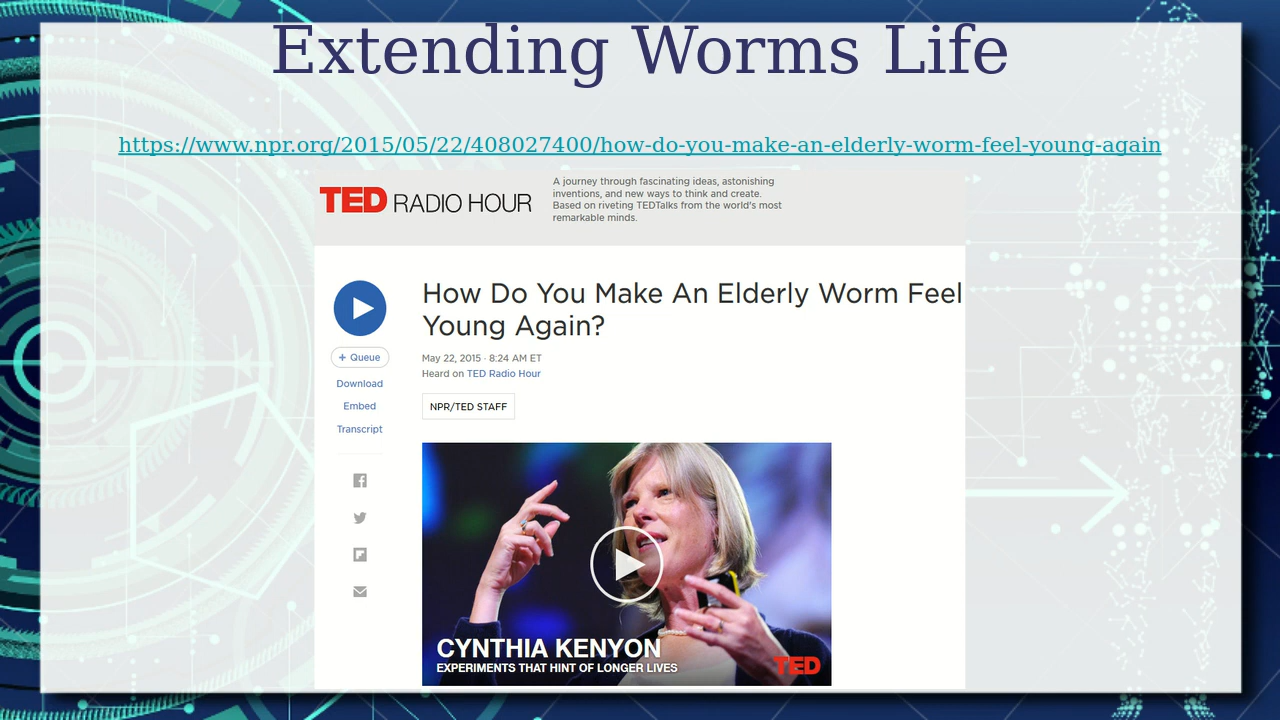 Extending Worms Life
https://www.npr.org/2015/05/22/408027400/how-do-you-make-an-elderly-worm-feel-young-again
TED RADIO HOUR
A journey through fascinating ideas, astonishing
inventions, and new ways to think and create.
Based on riveting TEDTalks from the world's most
remarkable minds.
How Do You Make An Elderly Worm Feel
Young Again?
May 22, 2015 · 8:24 AM ET
Heard on TED Radio Hour
NPR/TED STAFF
+ Queue
Download
Embed
Transcript
CYNTHIA KENYON
EXPERIMENTS THAT HINT OF LONGER LIVES
TED